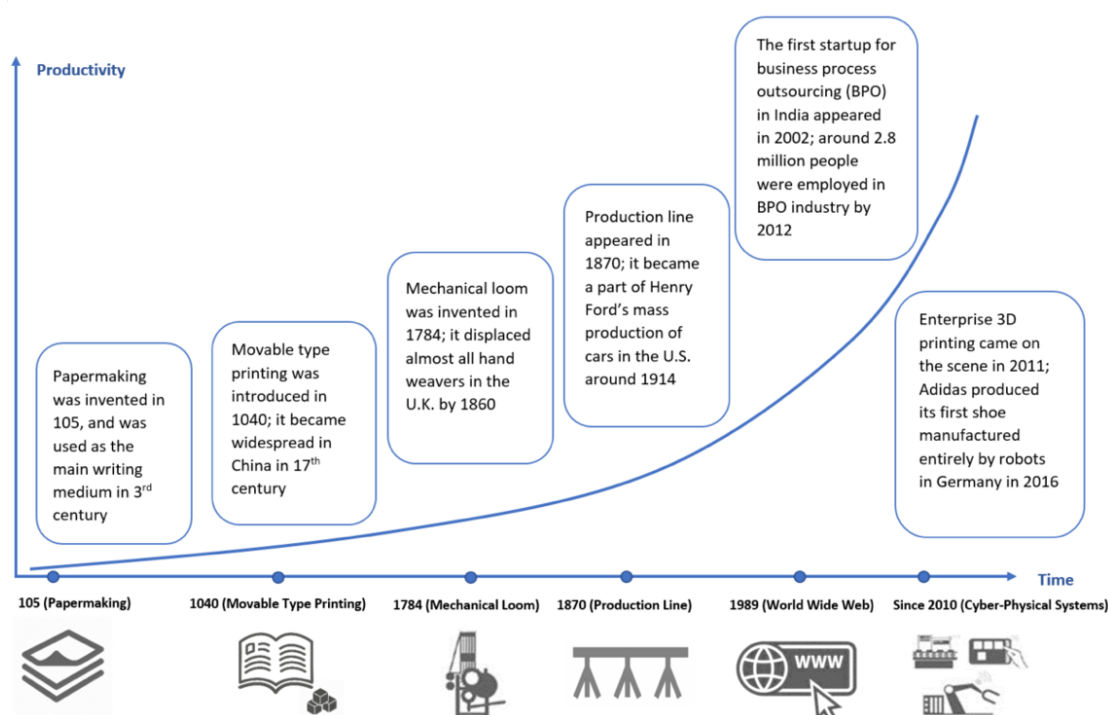 Productivity
The first startup for
business process
outsourcing (BPO)
in India appeared
in 2002; around 2.8
million people
were employed in
BPO industry by
2012
Production line
appeared in
1870; it became
a part of Henry
Ford's mass
production of
cars in the U.S.
around 1914
Mechanical loom
was invented in
1784; it displaced
almost all hand
weavers in the
U.K. by 1860
Movable type
printing was
introduced in
1040; it became
widespread in
China in 17th
century
Papermaking
was invented in
105, and was
used as the
main writing
medium in 3rd
century
Enterprise 3D
printing came on
the scene in 2011;
Adidas produced
its first shoe
manufactured
entirely by robots
in Germany in 2016
Time
105 (Papermaking)
1040 (Movable Type Printing)
1784 (Mechanical Loom)
1870 (Production Line)
1989 (World Wide Web)
Since 2010 (Cyber-Physical Systems)
www